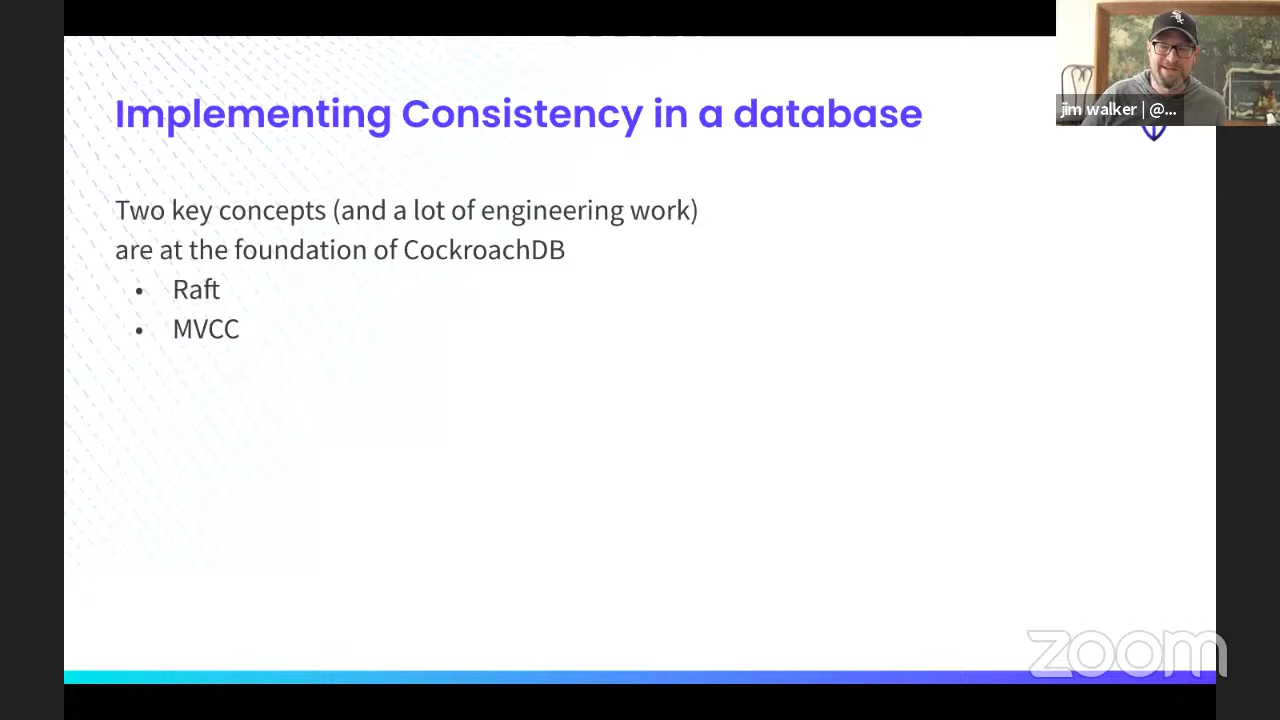 Implementing Consistency in a database
jim walker | @...
Two key concepts (and a lot of engineering work)
are at the foundation of CockroachDB
• Raft
• MVCC
zoom